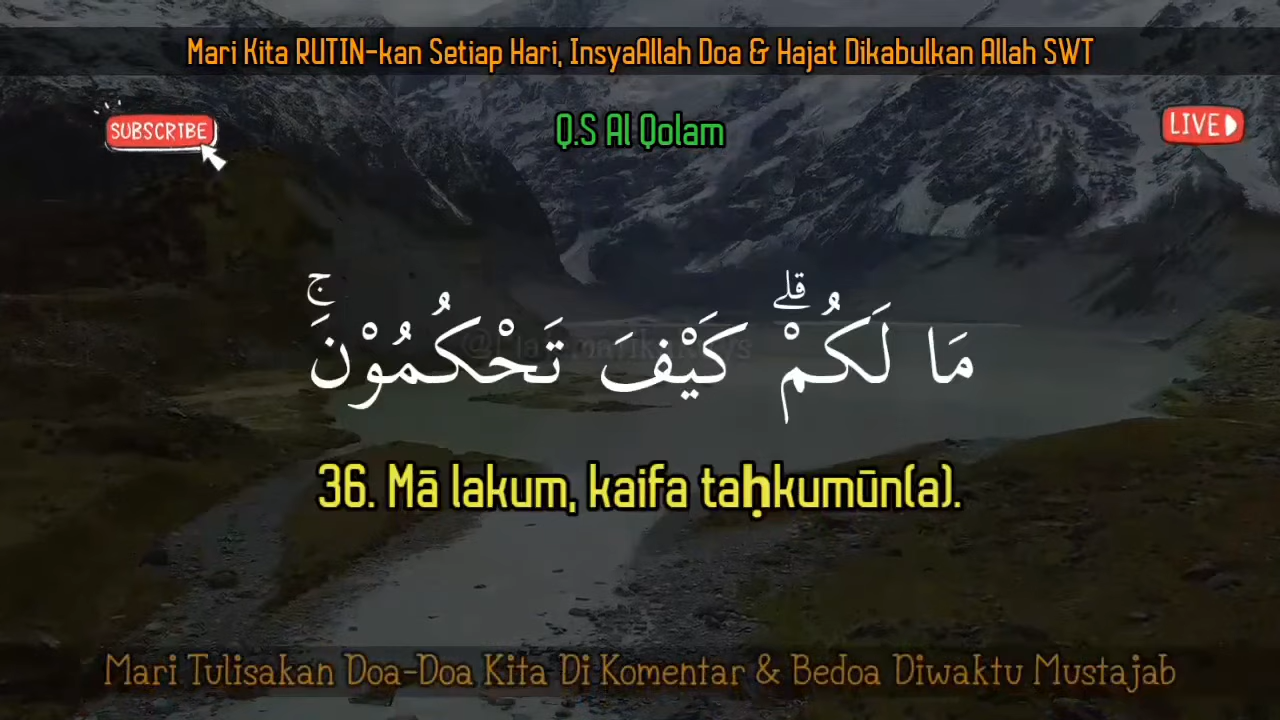 Mari Kita RUTIN-kan Setiap Hari, InsyaAllah Doa & Hajat Dikabulkan Allah SWT
SUBSCRIBE
Q.S Al Qolam
LIVE
مَا لَكُمْۗ كَيْفَ تَحْكُمُوْنَۚ
36. Mā lakum, kaifa taḥkumūn(a).
Mari Tulisakan Doa-Doa Kita Di Komentar & Bedoa Diwaktu Mustajab